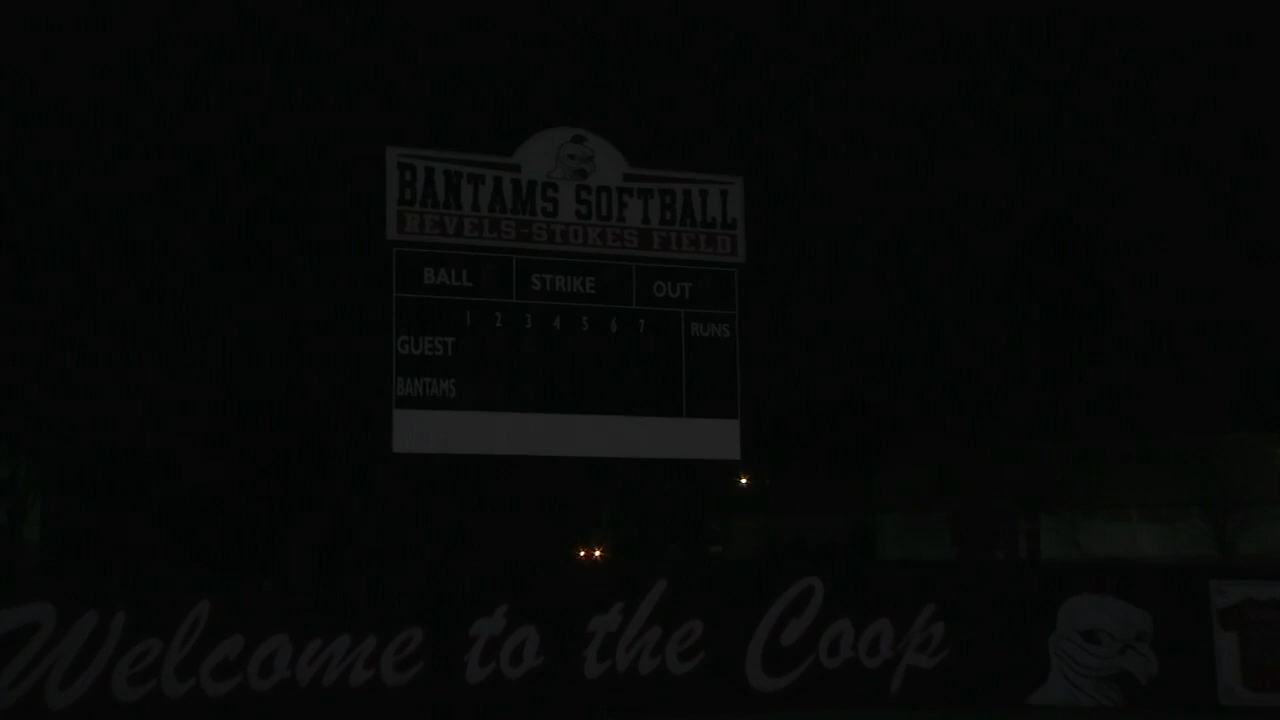 BANTAMS SOFTBALL
REVELS-STOKES FIELD
BALL STRIKE OUT
1 2 3 4 5 6 7 RUNS
GUEST
BANTAMS
Welcome to the Coop